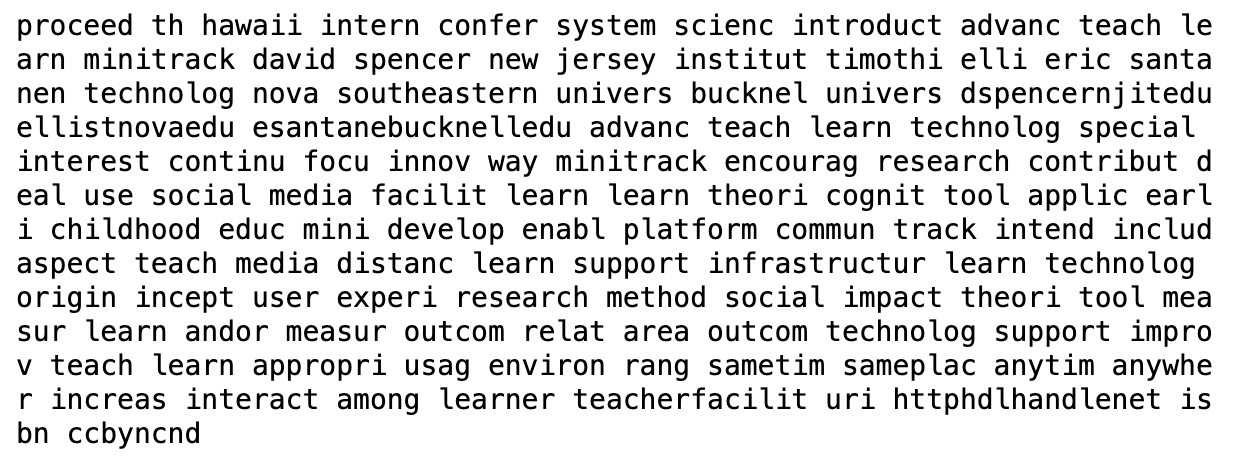 proceed th hawaii intern confer system scienc introduct advanc teach le
arn minitrack david spencer new jersey institut timothi elli eric santa
nen technolog nova southeastern univers bucknel univers dspencernjitedu
ellistnovaedu esantanebucknelledu advanc teach learn technolog special
interest continu focu innov way minitrack encourag research contribut d
eal use social media facilit learn learn theori cognit tool applic earl
i childhood educ mini develop enabl platform commun track intend includ
aspect teach media distanc learn support infrastructur learn technolog
origin incept user experi research method social impact theori tool mea
sur learn andor measur outcom relat area outcom technolog support impro
v teach learn appropri usag environ rang sametim sameplac anytim anywhe
r increas interact among learner teacherfacilit uri httphdlhandlenet is
bn ccbyncnd